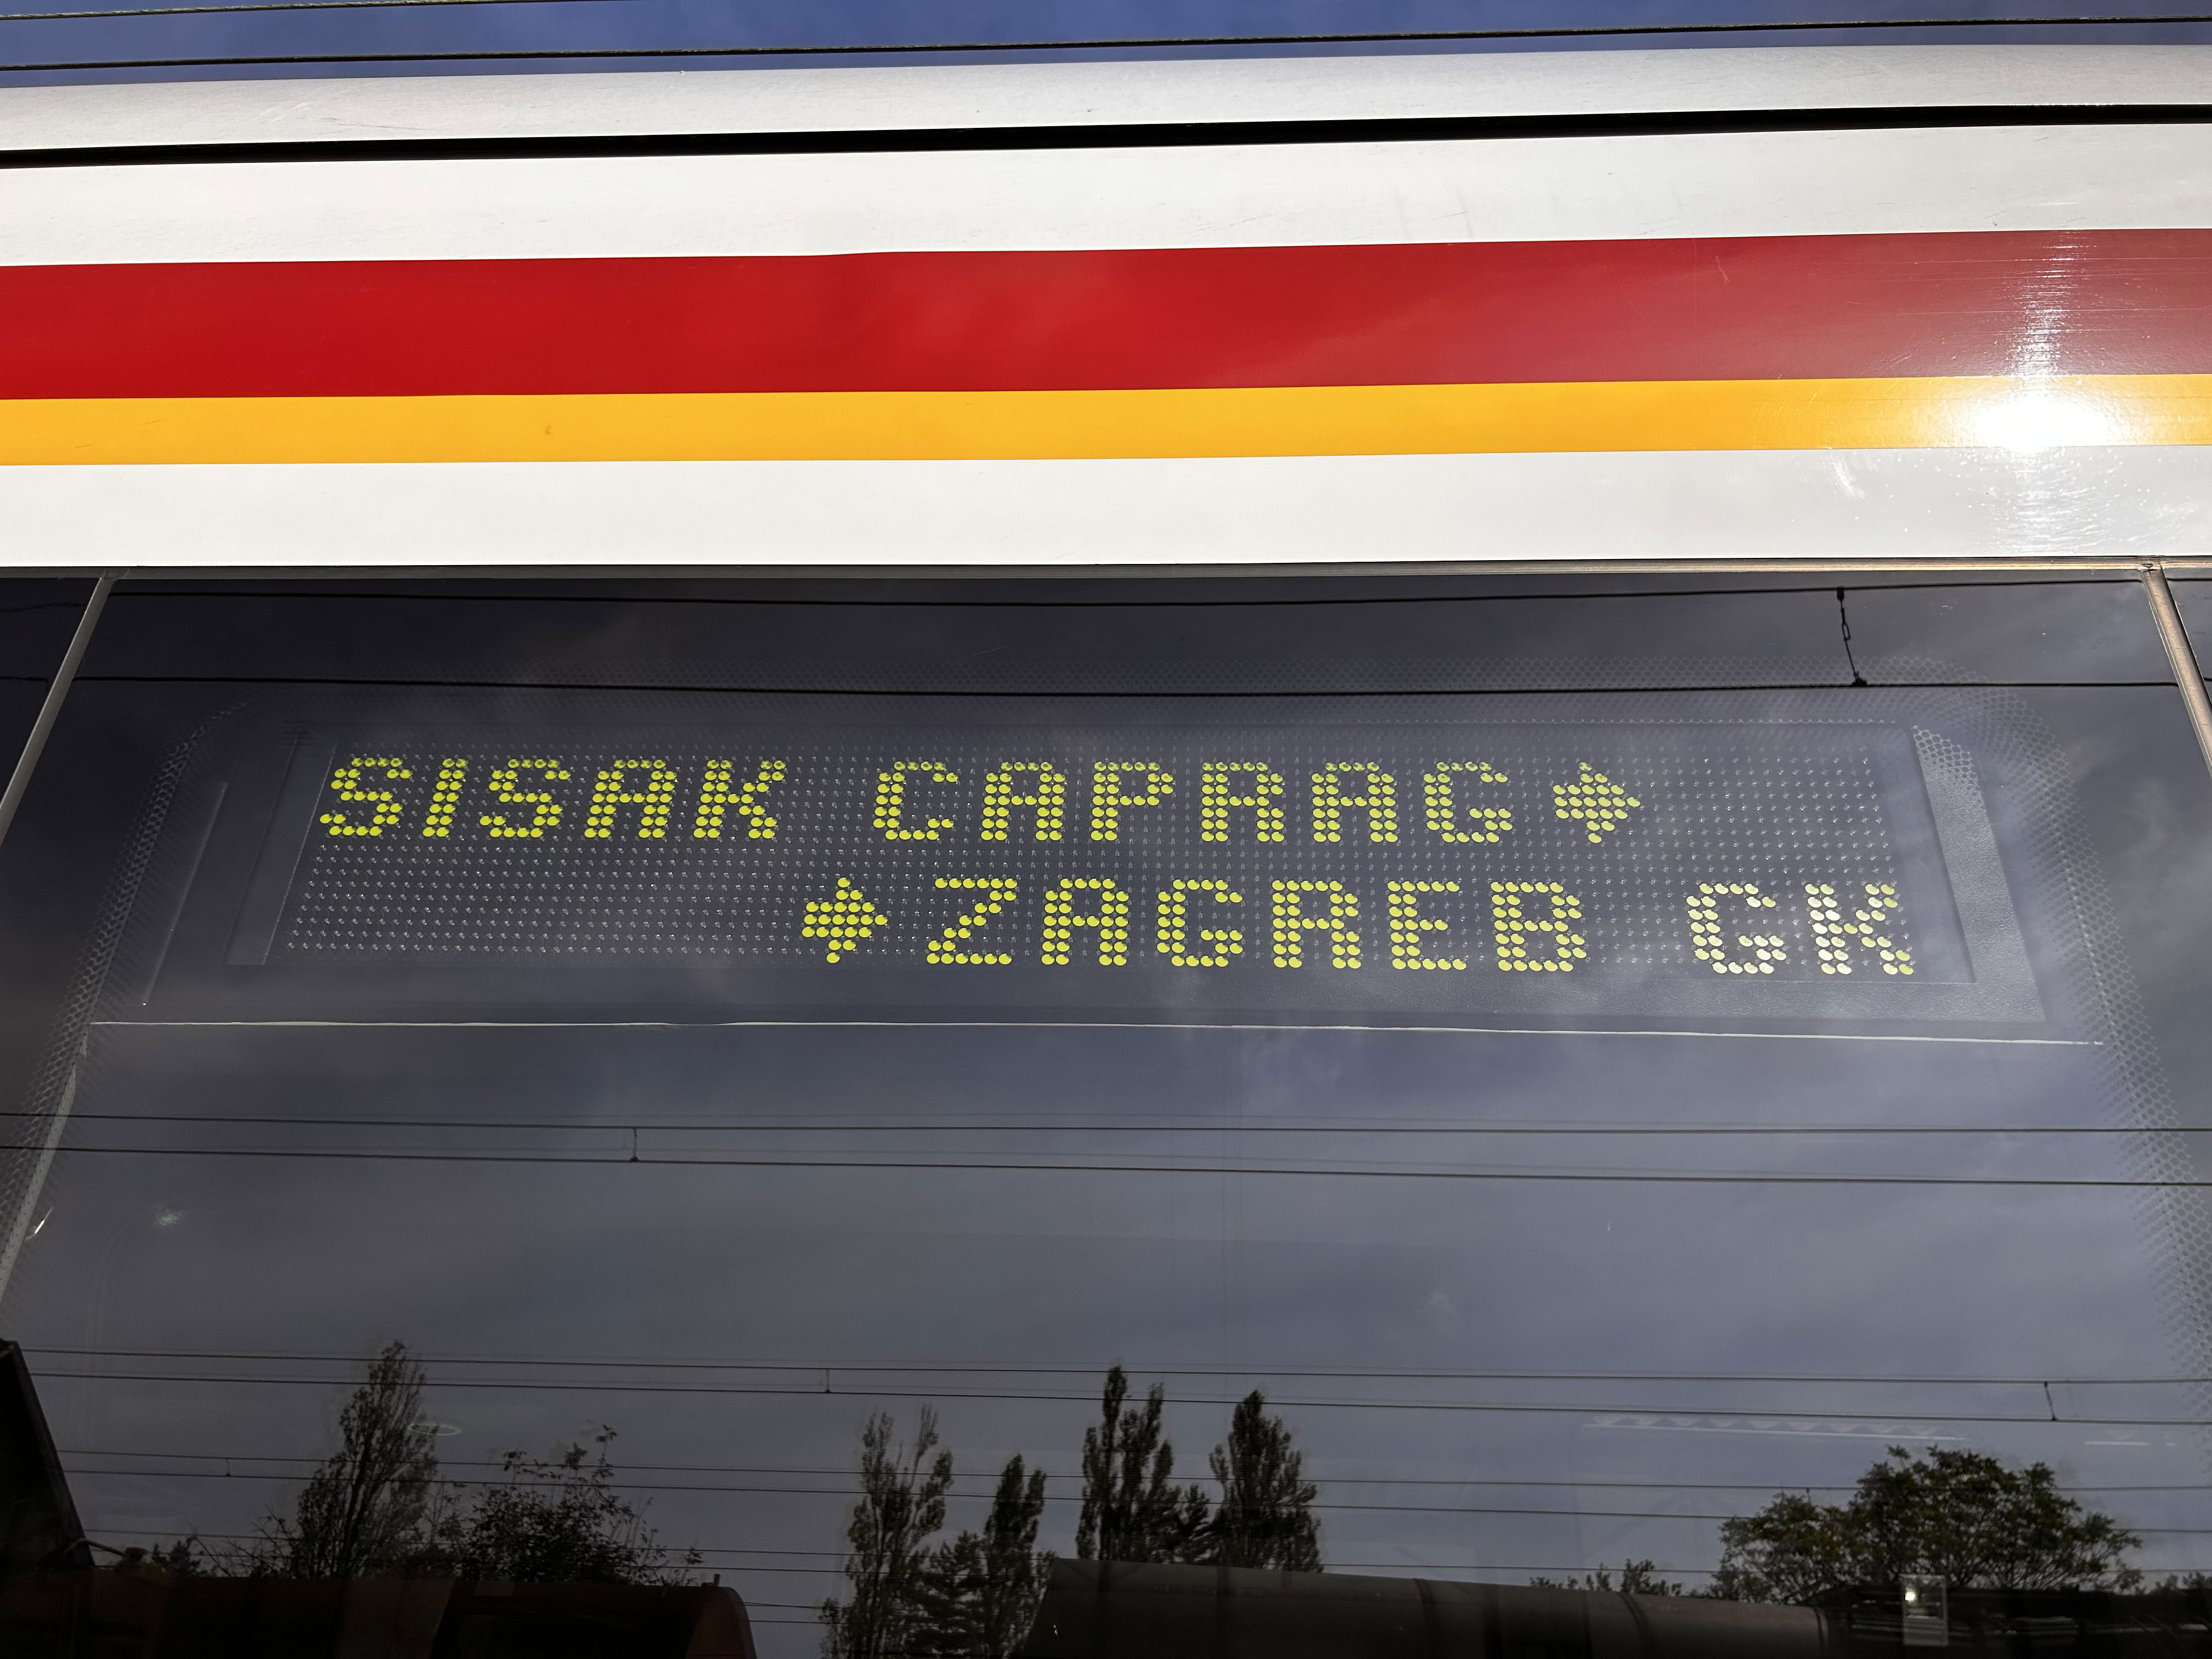 SISAK CAPRAG→
→ZAGREB GK